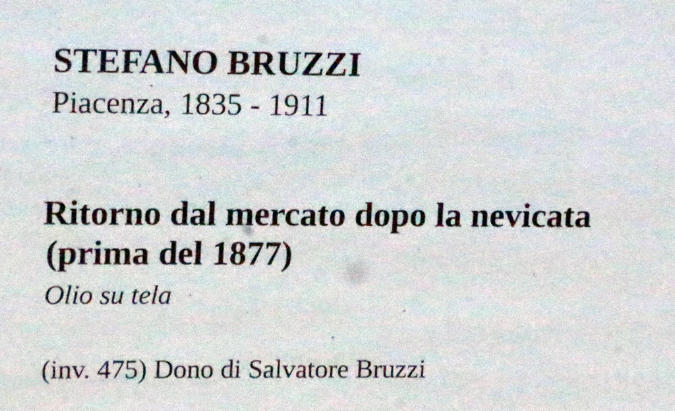 STEFANO BRUZZI
Piacenza, 1835 - 1911
Ritorno dal mercato dopo la nevicata
(prima del 1877)
Olio su tela
(inv. 475) Dono di Salvatore Bruzzi